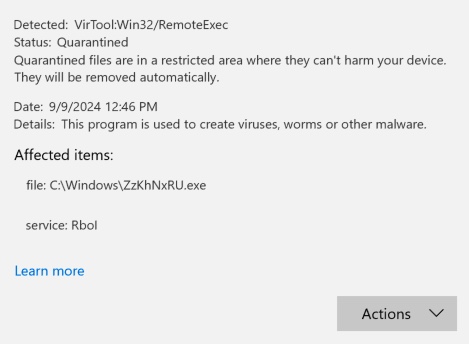 Detected: VirTool:Win32/RemoteExec
Status: Quarantined
Quarantined files are in a restricted area where they can't harm your device.
They will be removed automatically.
Date: 9/9/2024 12:46 PM
Details: This program is used to create viruses, worms or other malware.
Affected items:
file: C:\Windows\ZzKhNxRU.exe
service: Rbol
Learn more
Actions